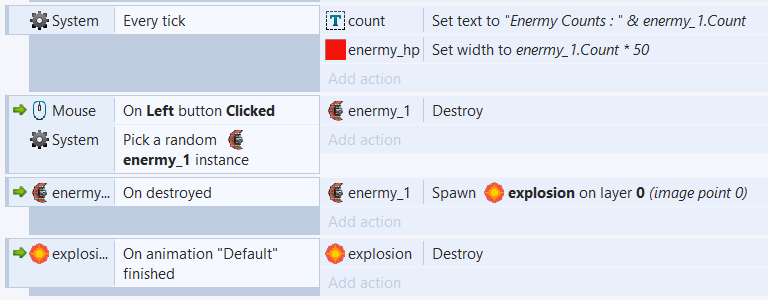 System Every tick count Set text to "Enermy Counts : " & enermy_1.Count
enermy_hp Set width to enermy_1.Count * 50
Add action
Mouse On Left button Clicked enermy_1 Destroy
System Pick a random Add action
enermy_1 instance
enermy... On destroyed enermy_1 Spawn explosion on layer 0 (image point 0)
Add action
explosi... On animation "Default" explosion Destroy
finished Add action